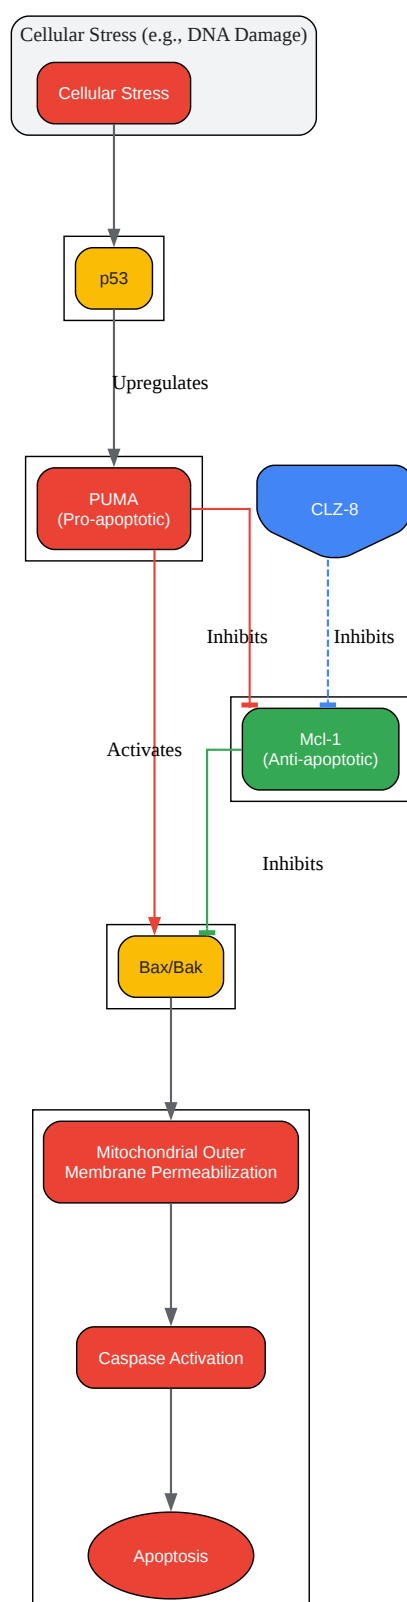 Cellular Stress (e.g., DNA Damage)
Cellular Stress
p53
Upregulates
PUMA
(Pro-apoptotic)
CLZ-8
Inhibits
Inhibits
Mcl-1
(Anti-apoptotic)
Activates
Inhibits
Bax/Bak
Mitochondrial Outer
Membrane Permeabilization
Caspase Activation
Apoptosis